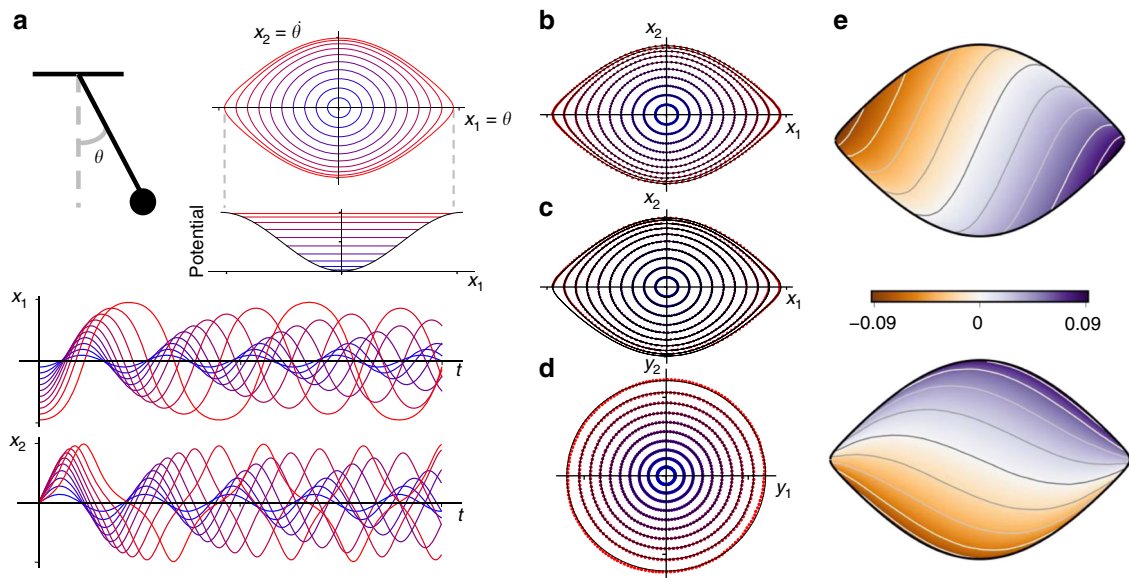 a
x2 = θ̇
x1 = θ
θ
Potential
x1
x1
t
x2
t
b
x2
x1
c
x2
x1
d
y2
y1
e
−0.09
0
0.09